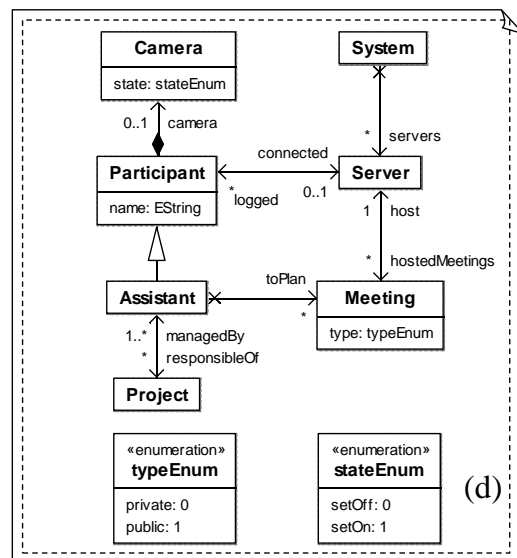 Camera
state: stateEnum
System
0..1 camera
* servers
connected
Participant
name: EString
*logged
0..1
Server
1 host
* hostedMeetings
toPlan
*
Assistant
Meeting
type: typeEnum
1..* managedBy
* responsibleOf
Project
«enumeration»
typeEnum
private: 0
public: 1
«enumeration»
stateEnum
setOff: 0
setOn: 1
(d)